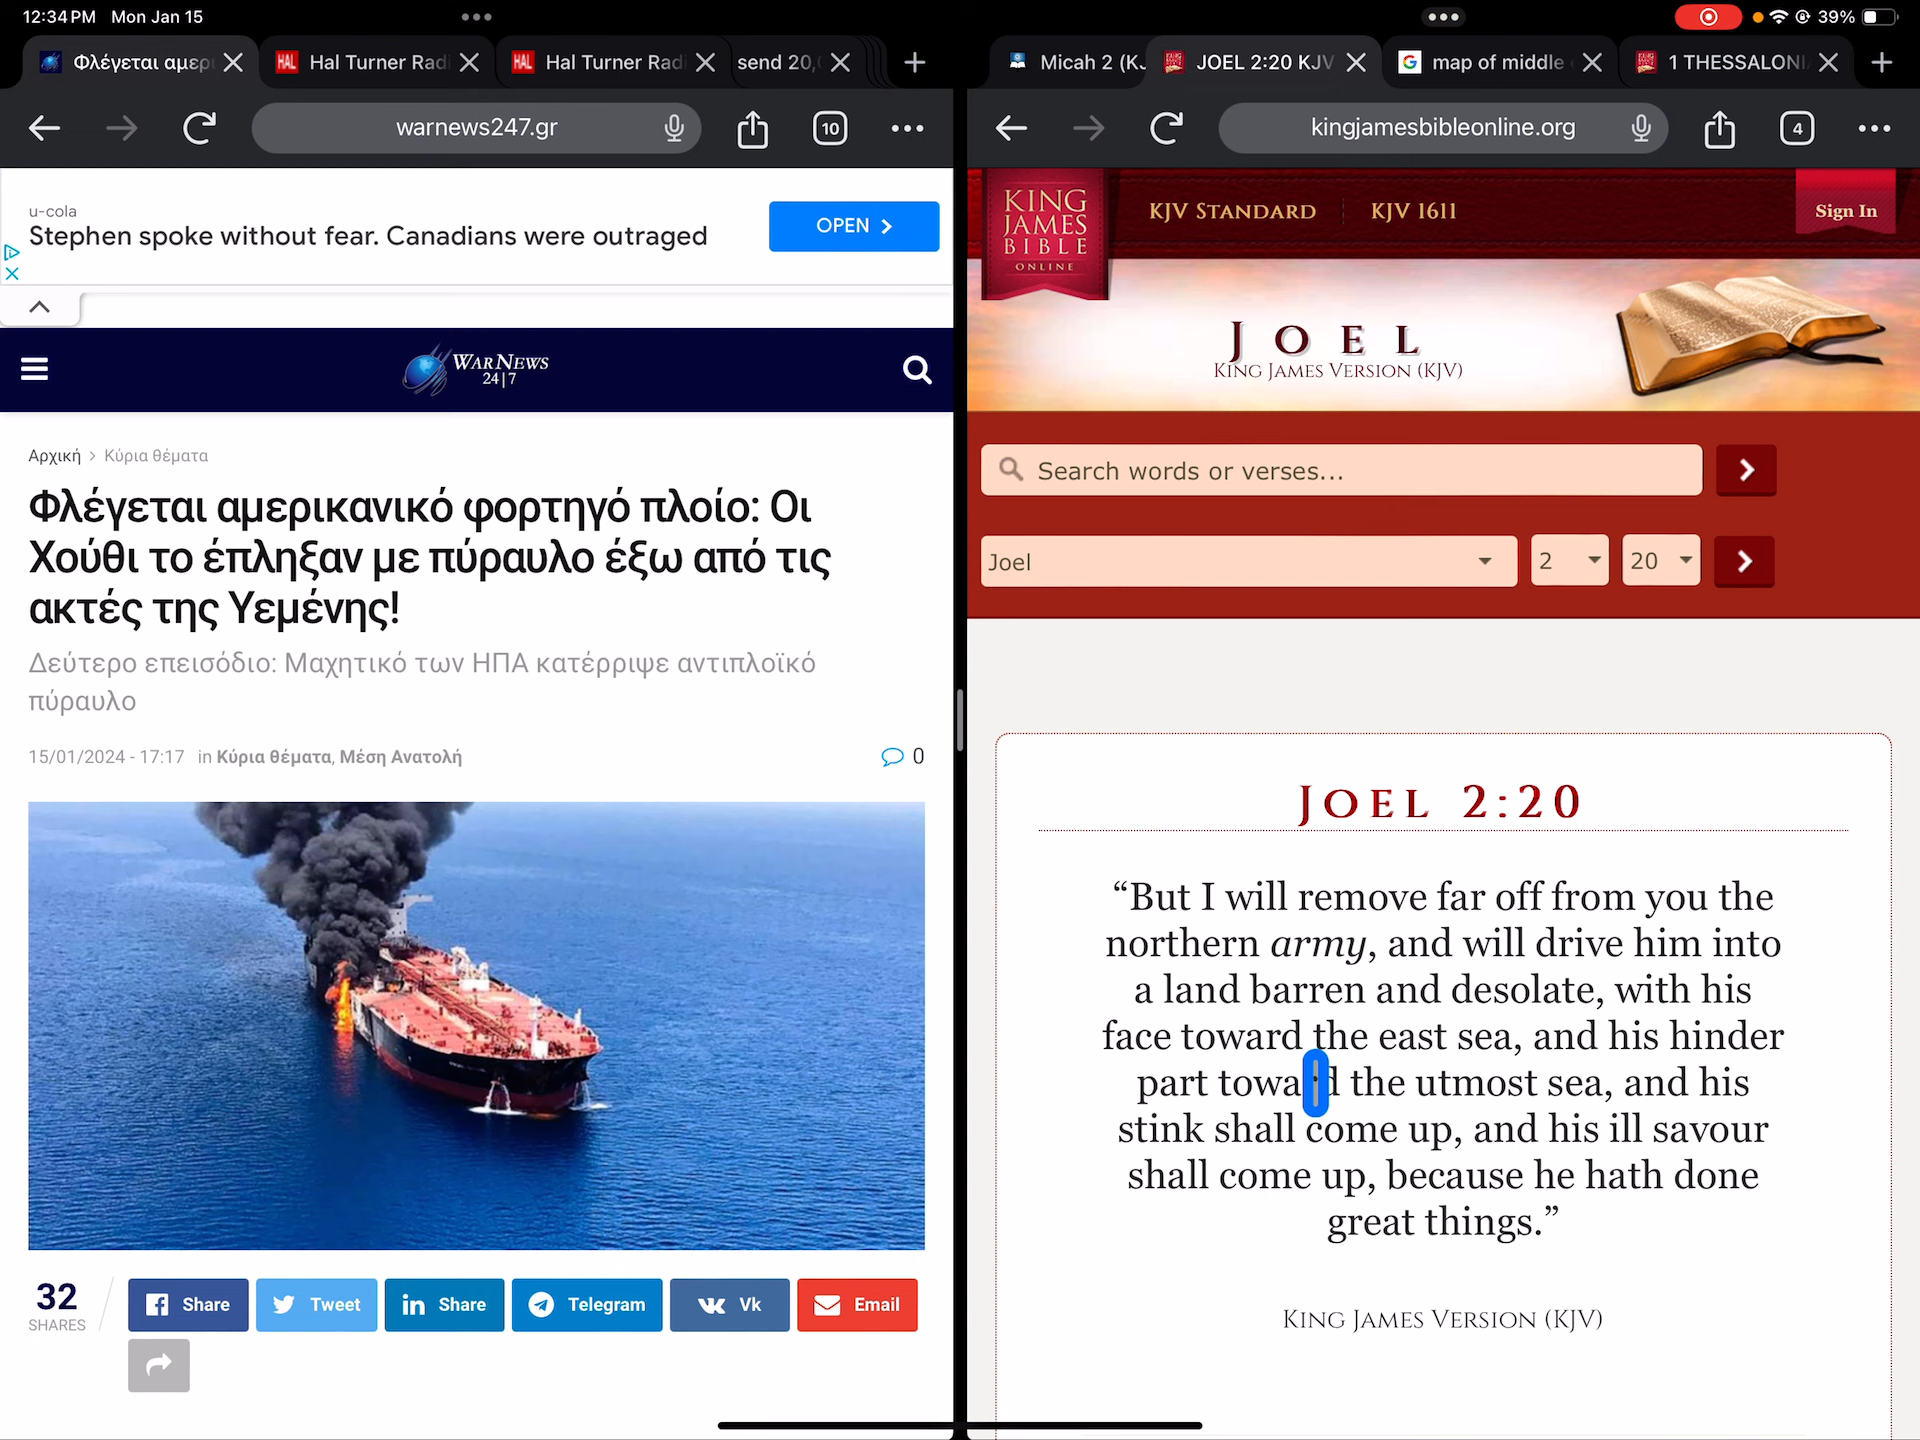 12:34 PM Mon Jan 15
39%
Φλέγεται αμερι
Hal Turner Radi
Hal Turner Radi
send 20,
Micah 2 (KJ
JOEL 2:20 KJV
map of middle
1 THESSALONI
warnews247.gr
10
kingjamesbibleonline.org
4
u-cola
Stephen spoke without fear. Canadians were outraged
OPEN
WARNEWS
24|7
Αρχική > Κύρια θέματα
Φλέγεται αμερικανικό φορτηγό πλοίο: Οι
Χούθι το έπληξαν με πύραυλο έξω από τις
ακτές της Υεμένης!
Δεύτερο επεισόδιο: Μαχητικό των ΗΠΑ κατέρριψε αντιπλοϊκό
πύραυλο
15/01/2024 - 17:17 in Κύρια θέματα, Μέση Ανατολή
0
32
SHARES
Share
Tweet
Share
Telegram
Vk
Email
KING
JAMES
BIBLE
ONLINE
KJV STANDARD
KJV 1611
Sign In
JOEL
KING JAMES VERSION (KJV)
Search words or verses...
Joel
2
20
JOEL 2:20
“But I will remove far off from you the
northern army, and will drive him into
a land barren and desolate, with his
face toward the east sea, and his hinder
part toward the utmost sea, and his
stink shall come up, and his ill savour
shall come up, because he hath done
great things.”
KING JAMES VERSION (KJV)